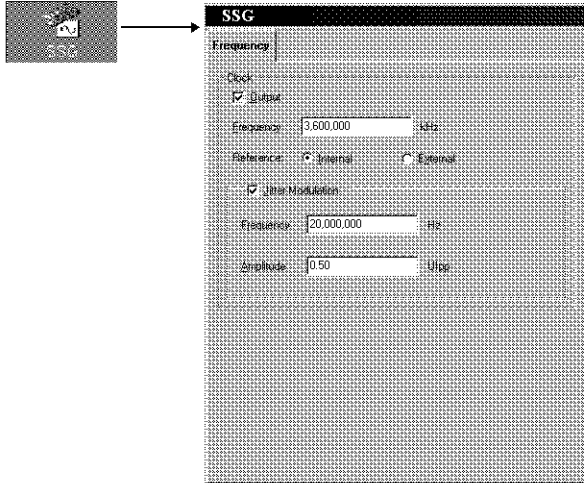 SSG
SSG
Frequency
Clock
Output
Frequency 3,600,000 kHz
Reference: Internal External
Jitter Modulation
Frequency 20,000,000 Hz
Amplitude 0.50 UIpp